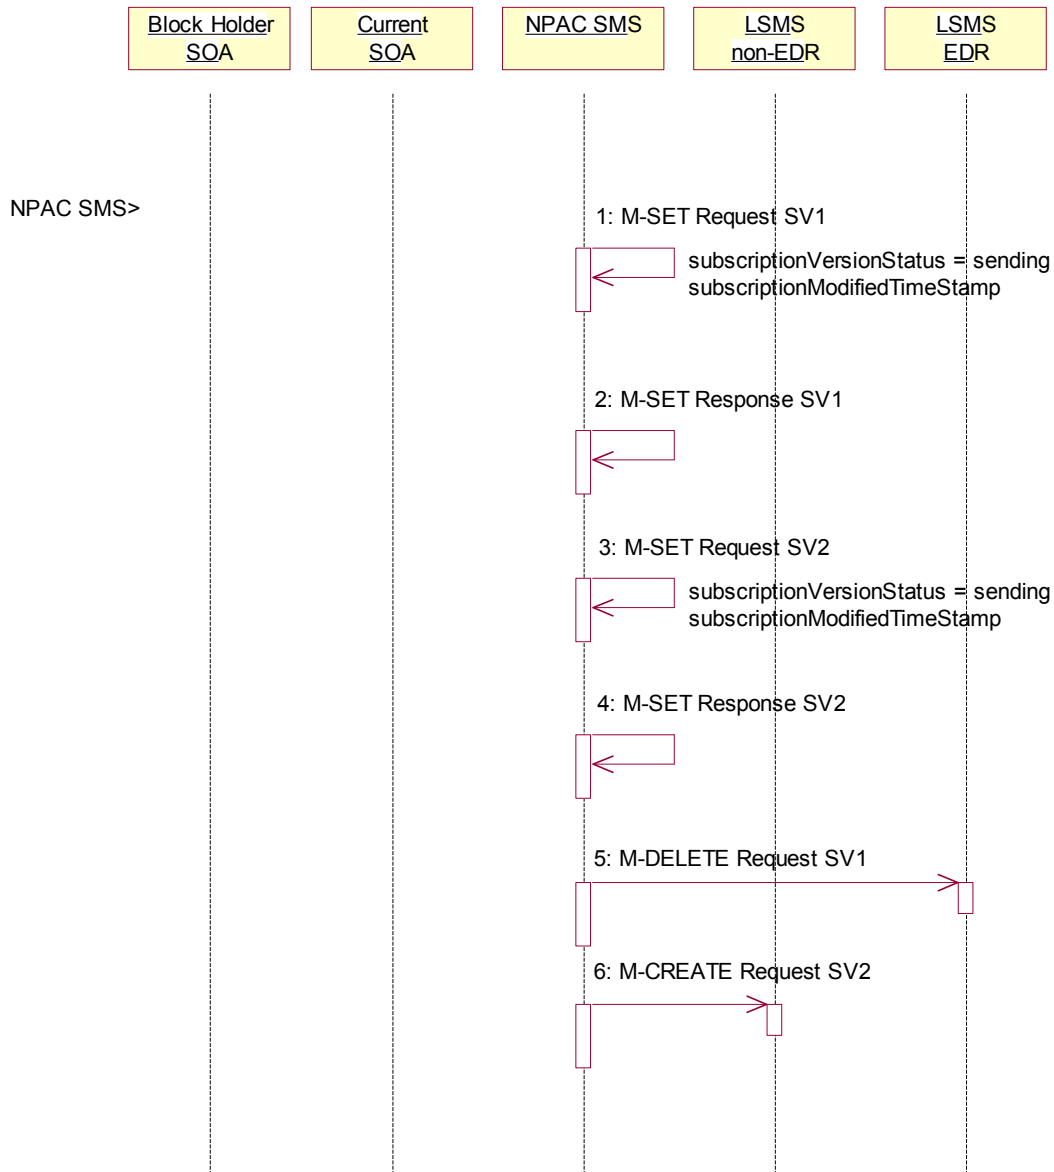 Block Holder
SOA
Current
SOA
NPAC SMS
LSMS
non-EDR
LSMS
EDR
NPAC SMS>
1: M-SET Request SV1
subscriptionVersionStatus = sending
subscriptionModifiedTimeStamp
2: M-SET Response SV1
3: M-SET Request SV2
subscriptionVersionStatus = sending
subscriptionModifiedTimeStamp
4: M-SET Response SV2
5: M-DELETE Request SV1
6: M-CREATE Request SV2